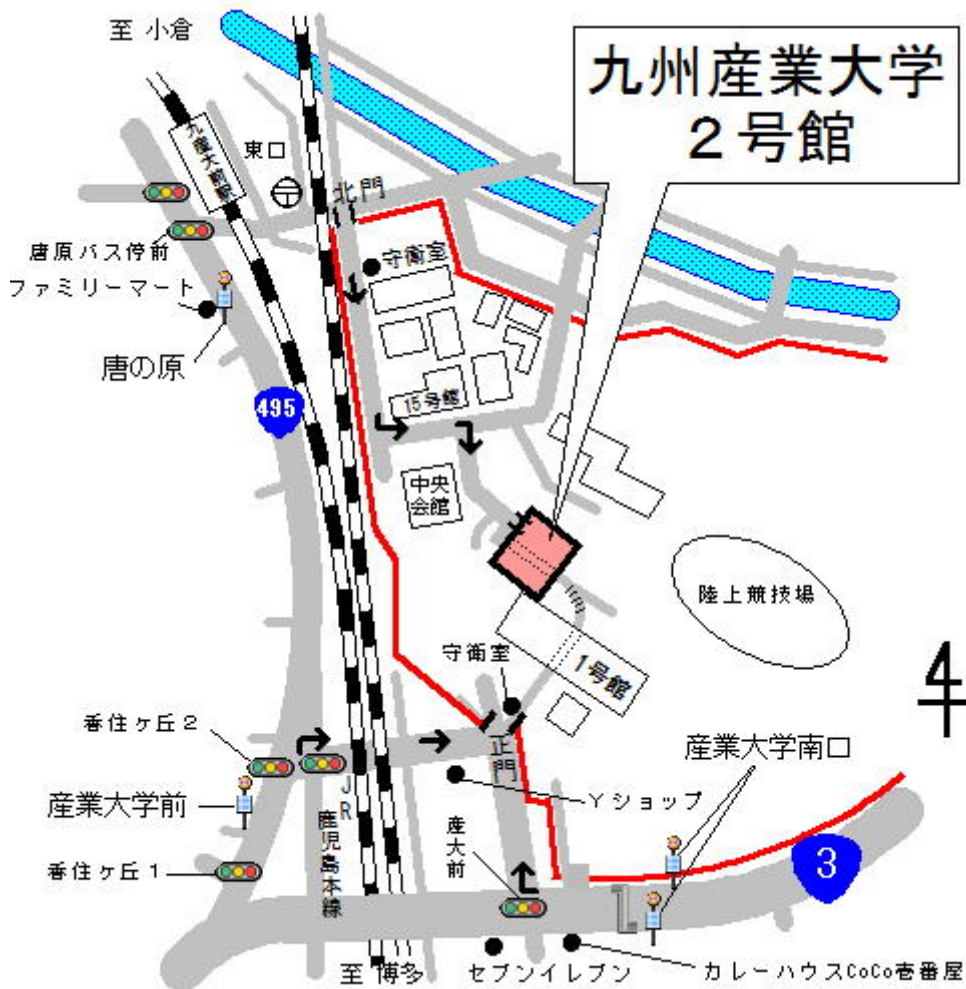 至 小倉
九州産業大学
２号館
九産大前駅
東口
北門
守衛室
唐原バス停前
ファミリーマート
唐の原
495
15号館
中央
会館
陸上競技場
守衛室
1号館
香住ヶ丘２
正門
産業大学南口
産業大学前
JR
鹿児島本線
Ｙショップ
産大前
香住ヶ丘１
3
至 博多
セブンイレブン
カレーハウスCoCo壱番屋